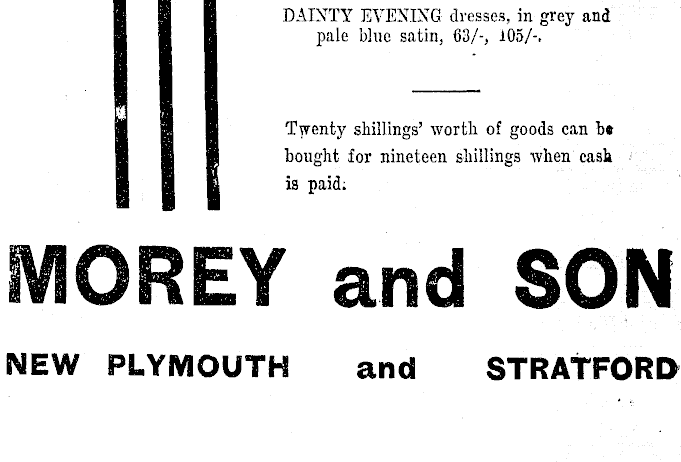 DAINTY EVENING dresses, in grey and
pale blue satin, 63/-, 105/-.
Twenty shillings' worth of goods can be
bought for nineteen shillings when cash
is paid.
MOREY and SON
NEW PLYMOUTH and STRATFORD